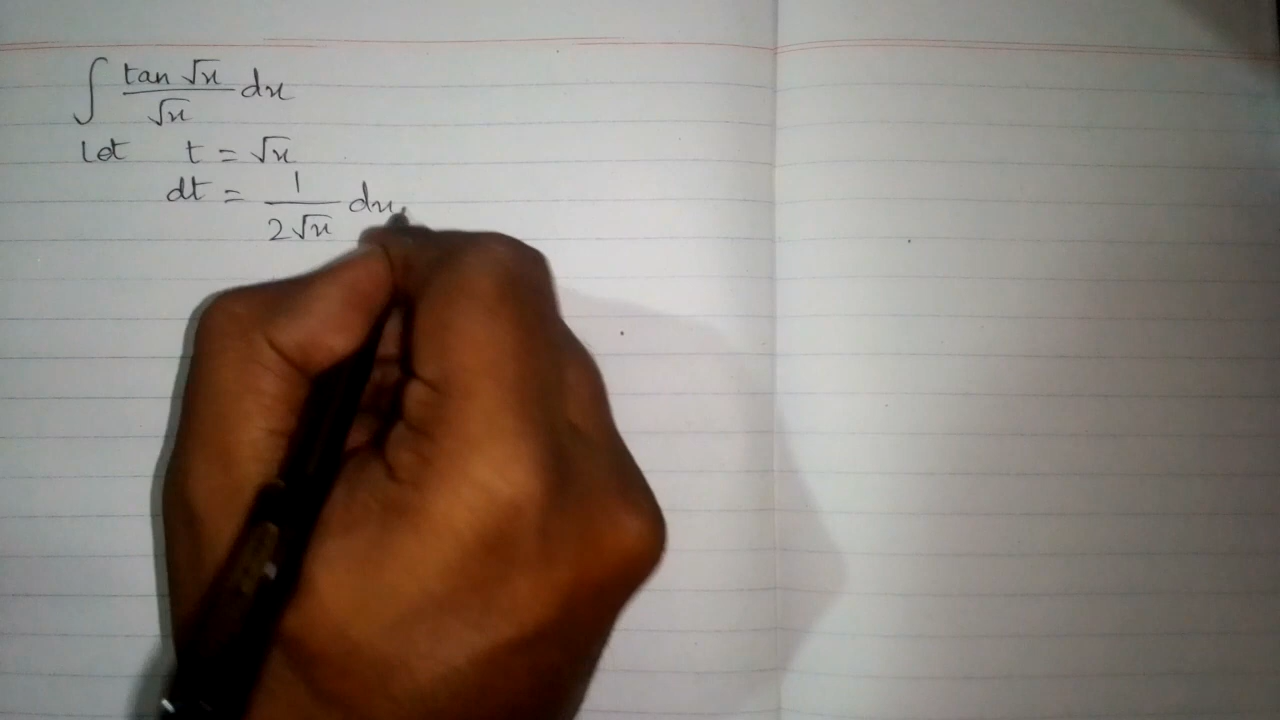 ∫ tan √x / √x dx
Let t = √x
dt = 1 / 2√x dx